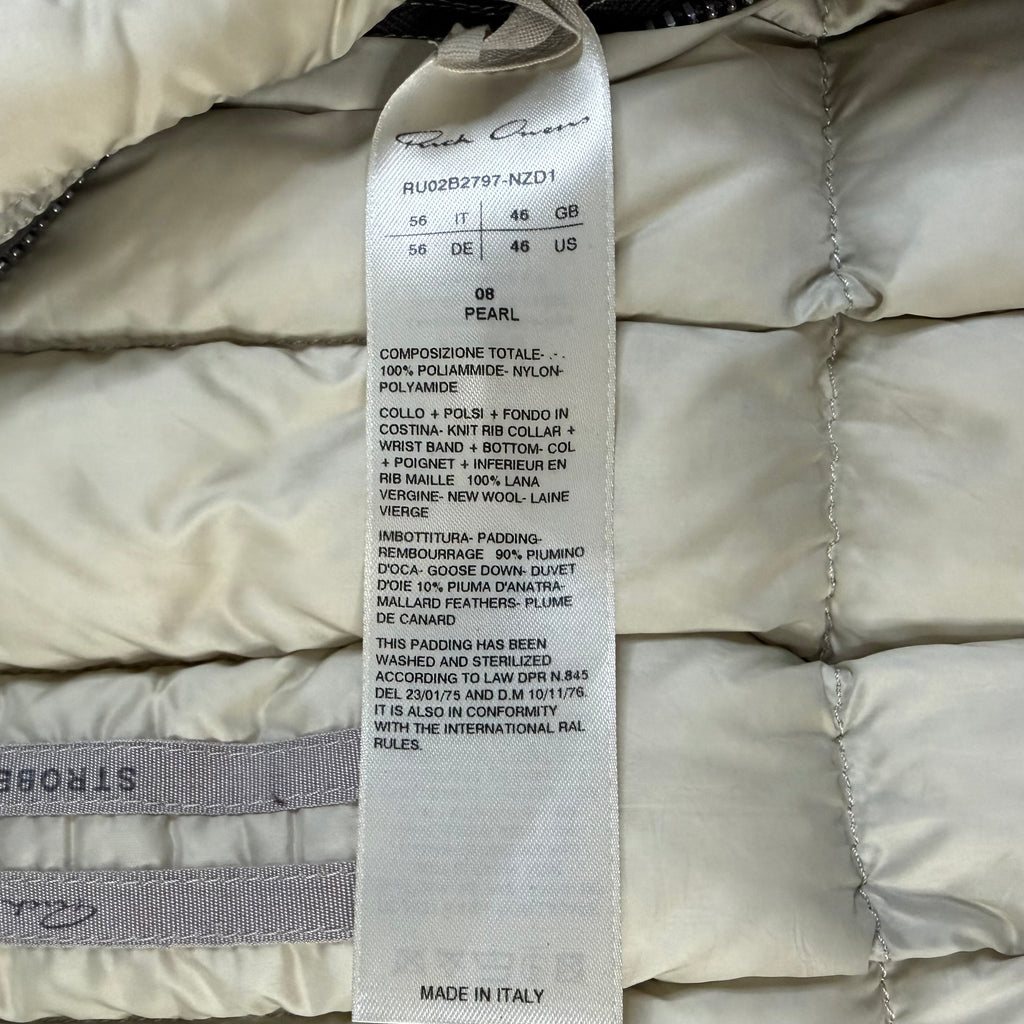 Rick Owens
RU02B2797-NZD1
56 IT 46 GB
56 DE 46 US
08
PEARL
COMPOSIZIONE TOTALE- . - .
100% POLIAMMIDE- NYLON-
POLYAMIDE
COLLO + POLSI + FONDO IN
COSTINA- KNIT RIB COLLAR +
WRIST BAND + BOTTOM- COL
+ POIGNET + INFERIEUR EN
RIB MAILLE 100% LANA
VERGINE- NEW WOOL- LAINE
VIERGE
IMBOTTITURA- PADDING-
REMBOURRAGE 90% PIUMINO
D'OCA- GOOSE DOWN- DUVET
D'OIE 10% PIUMA D'ANATRA-
MALLARD FEATHERS- PLUME
DE CANARD
THIS PADDING HAS BEEN
WASHED AND STERILIZED
ACCORDING TO LAW DPR N.845
DEL 23/01/75 AND D.M 10/11/76.
IT IS ALSO IN CONFORMITY
WITH THE INTERNATIONAL RAL
RULES.
STROBE
Rick
MADE IN ITALY